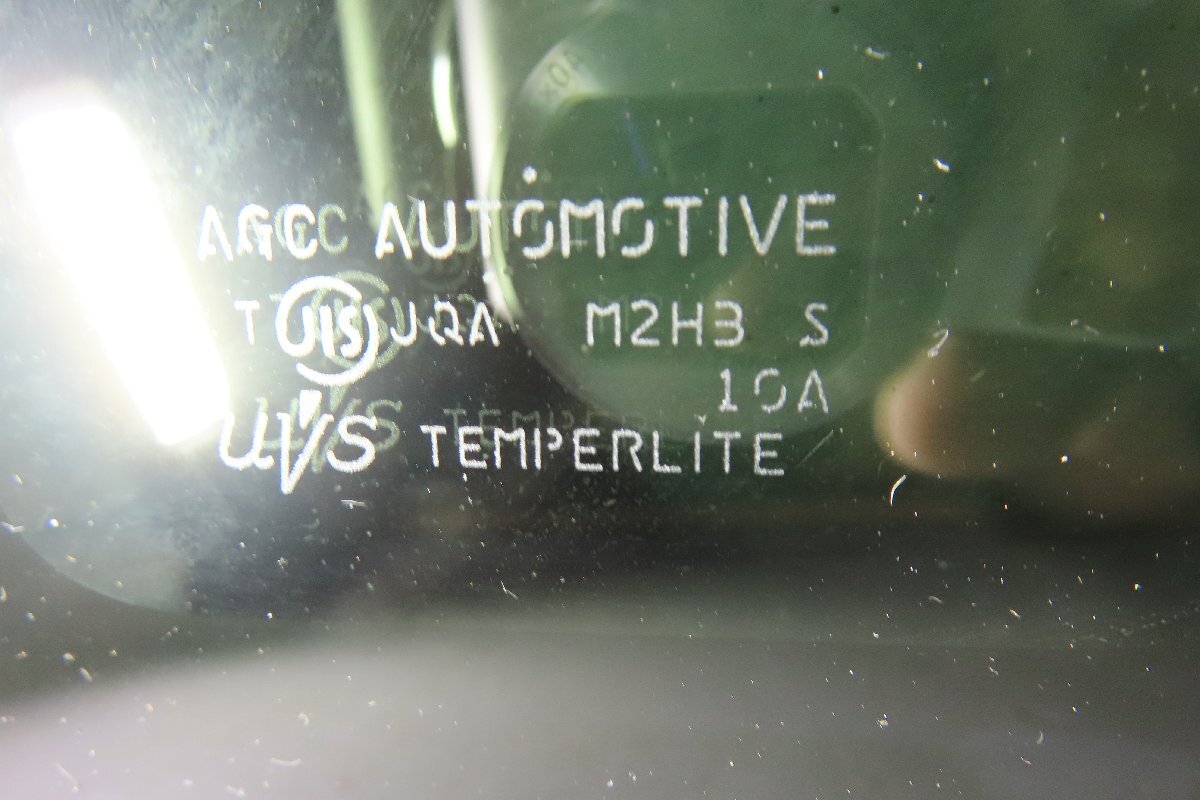 AGC AUTOMOTIVE
T JIS JQA M2H3 S
10A
UVS TEMPERLITE